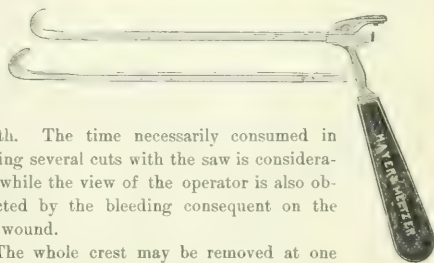 MAYER & MELTZER
th. The time necessarily consumed in
ing several cuts with the saw is considera-
while the view of the operator is also ob-
cted by the bleeding consequent on the
wound.
The whole crest may be removed at one